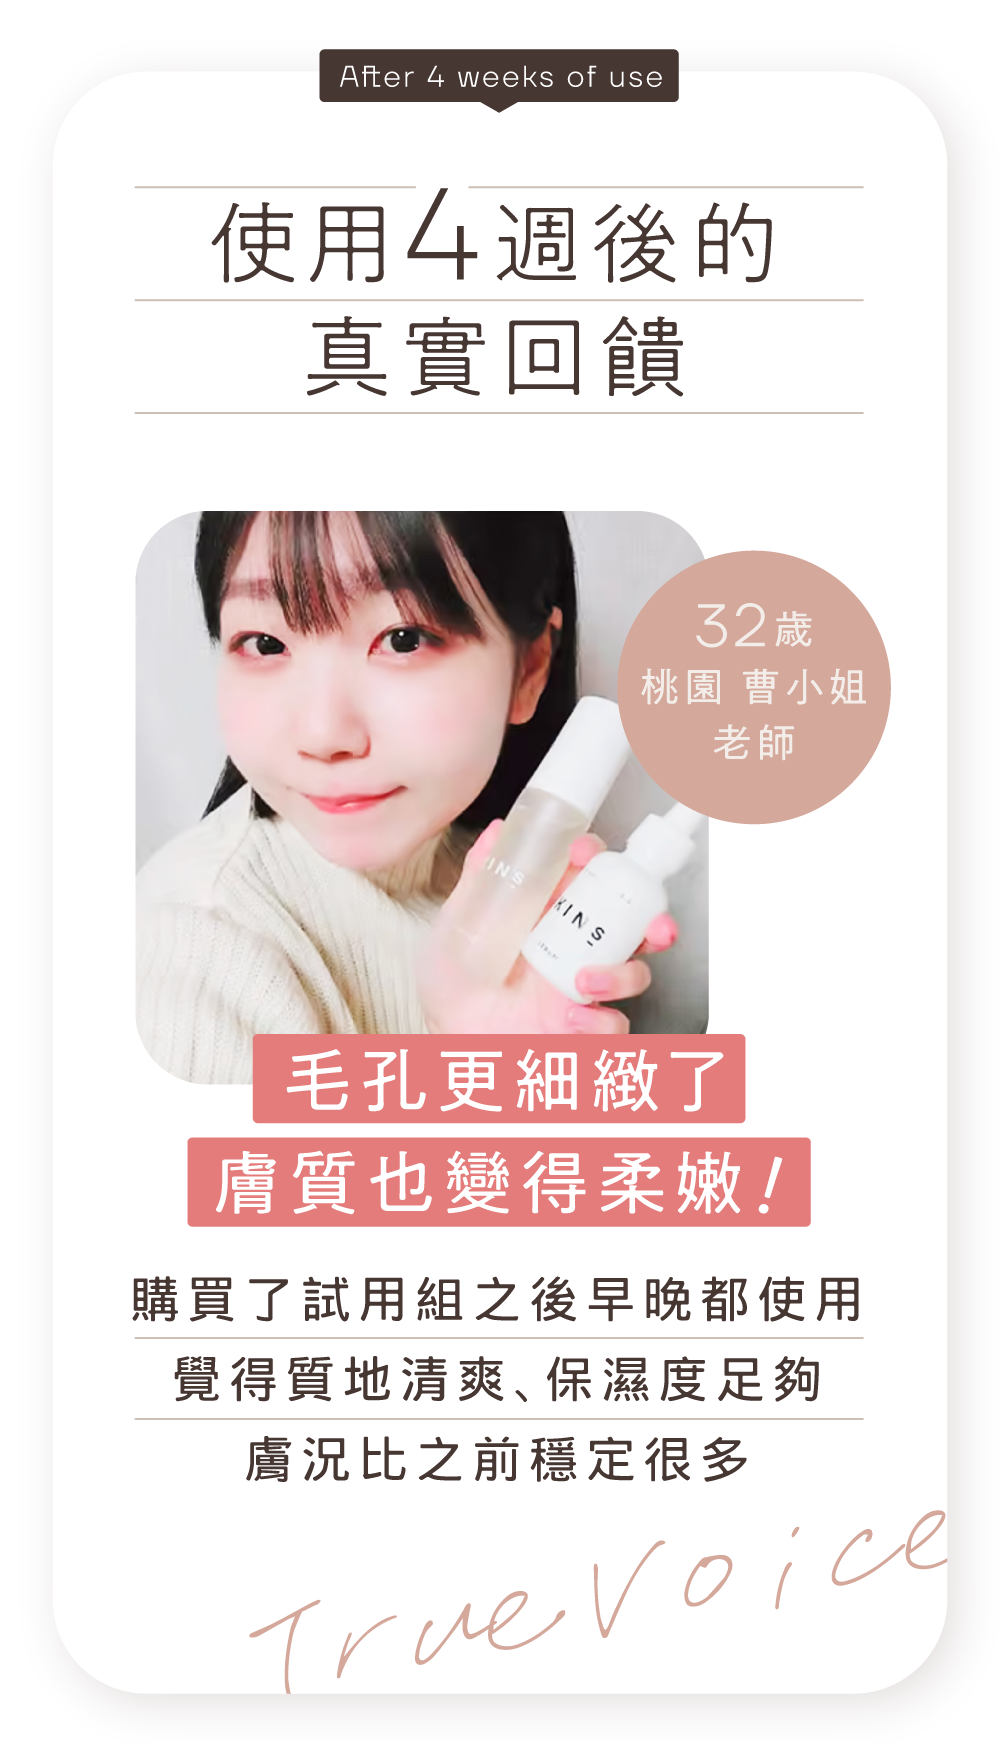 After 4 weeks of use
使用4週後的
真實回饋
32歲
桃園 曹小姐
老師
KINS
KINS
毛孔更細緻了
膚質也變得柔嫩！
購買了試用組之後早晚都使用
覺得質地清爽、保濕度足夠
膚況比之前穩定很多
True Voice